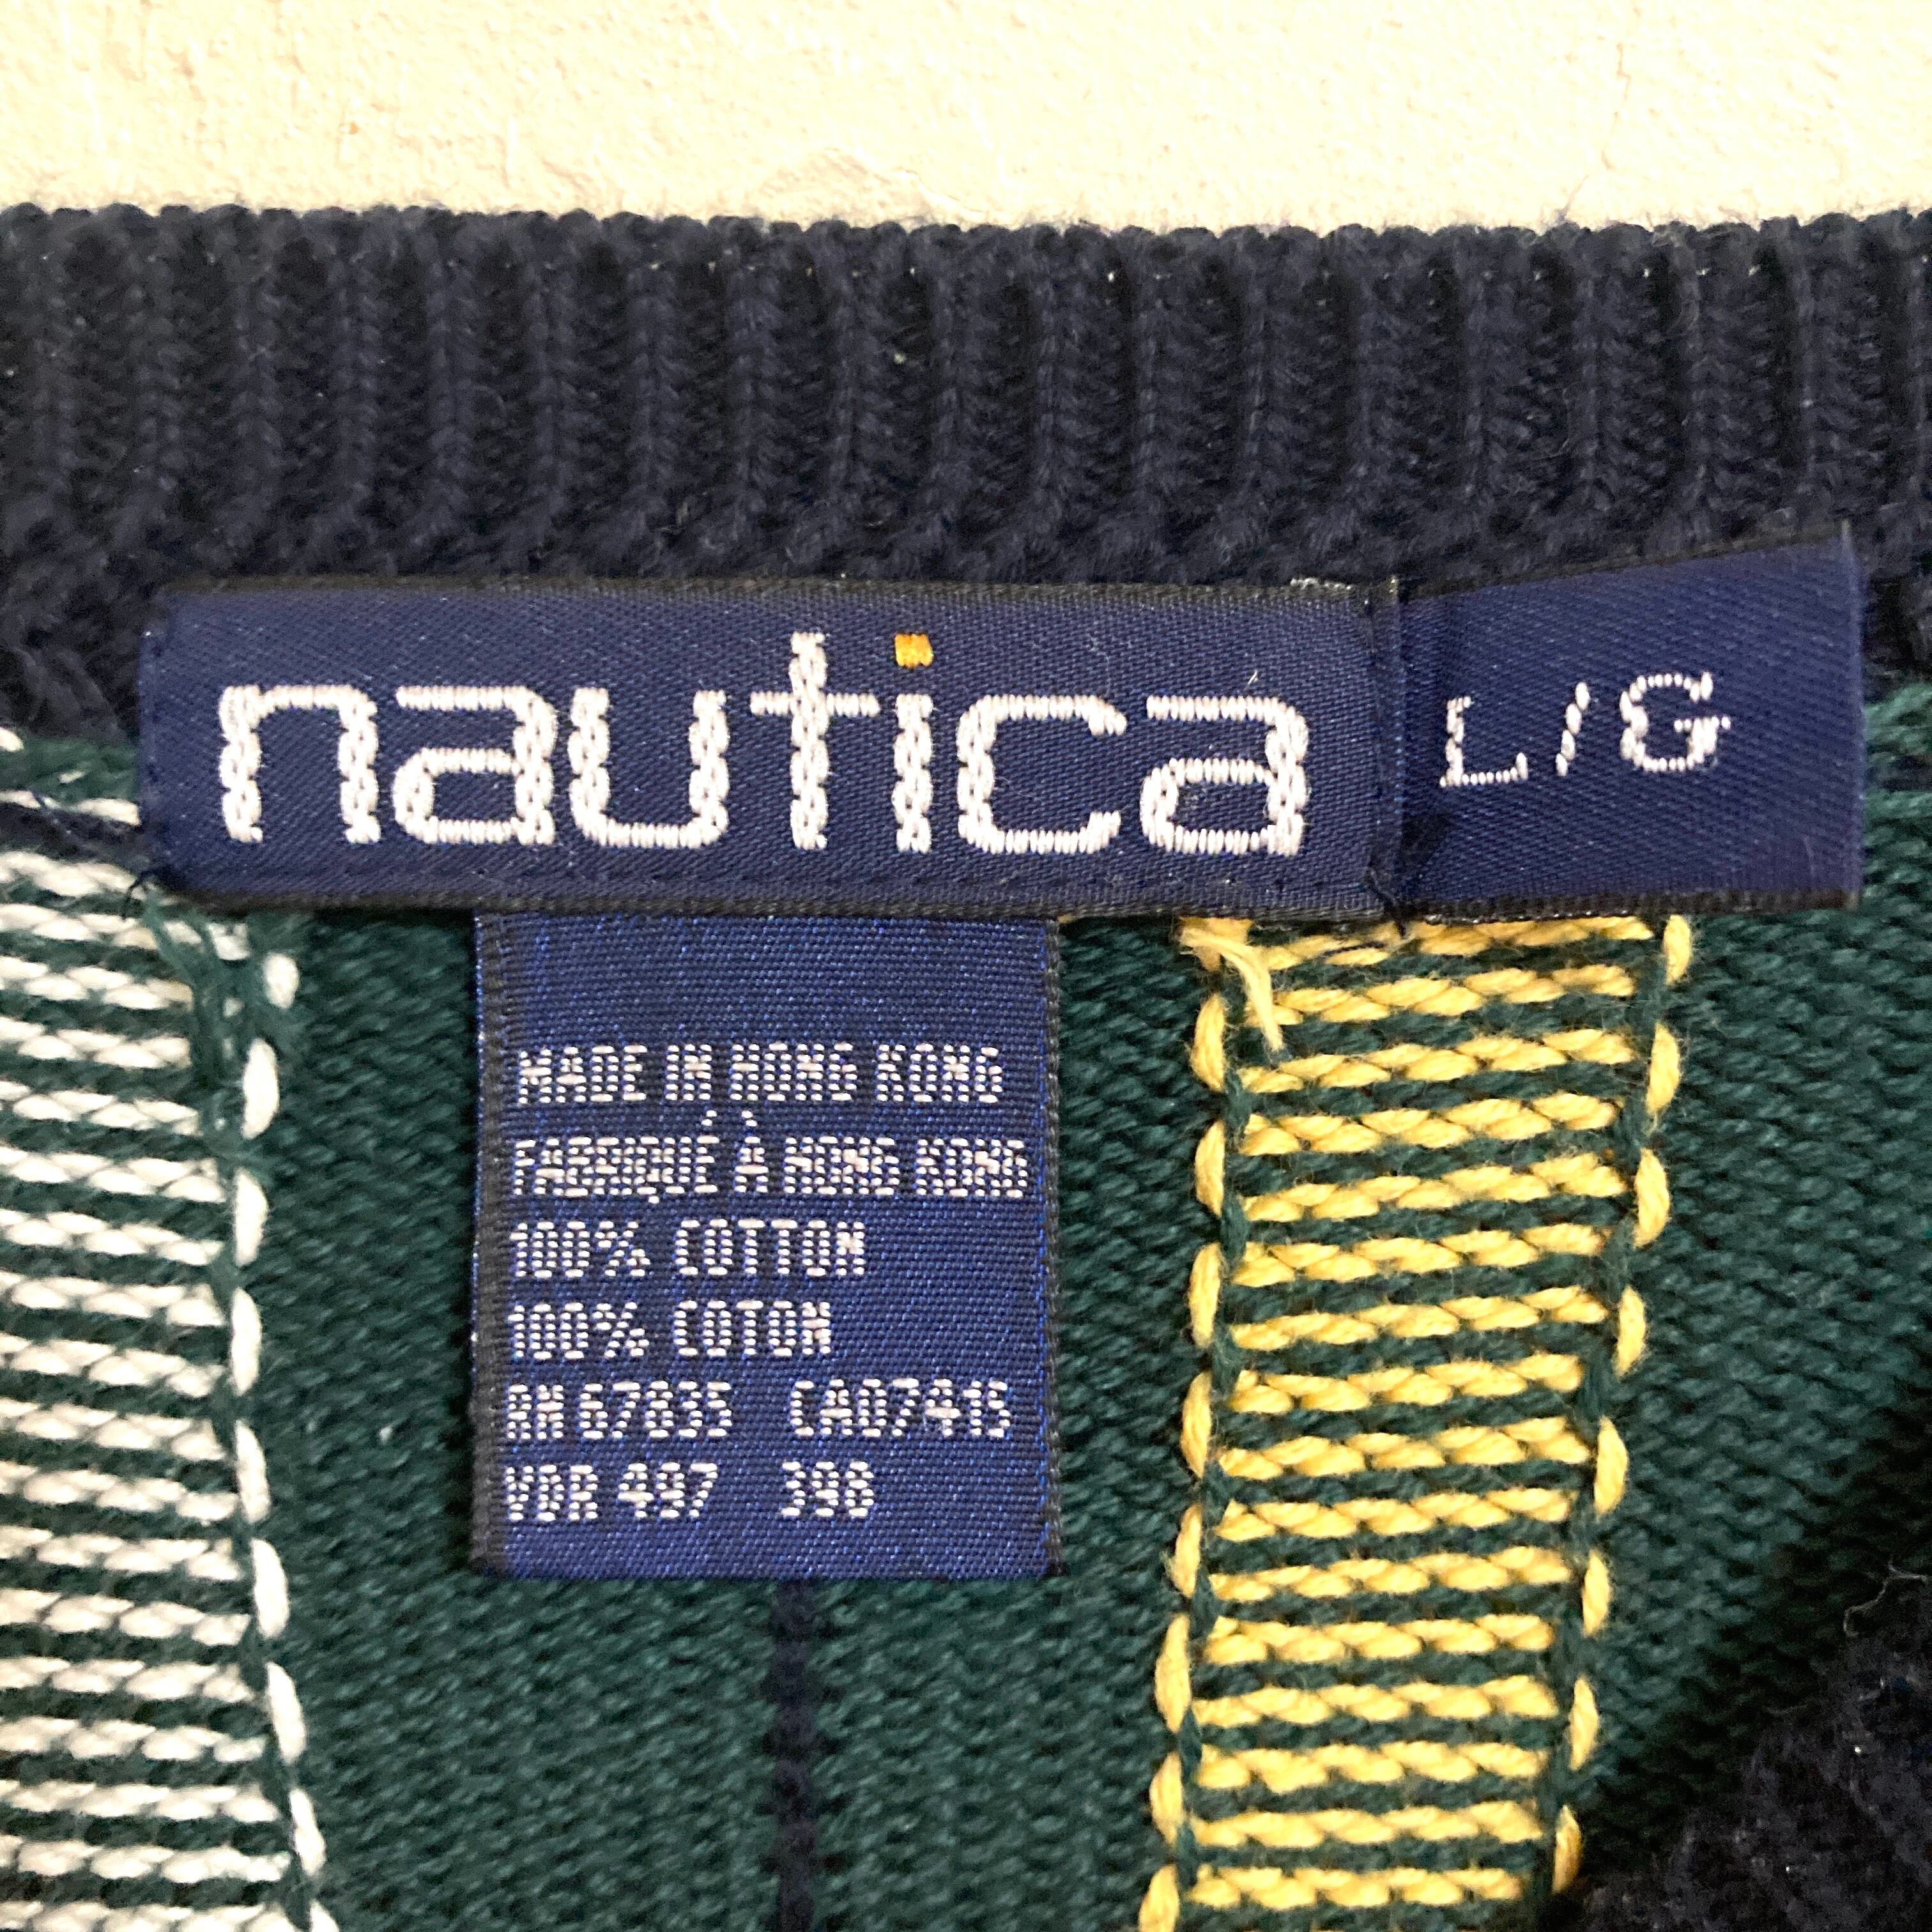 nautica L/G
MADE IN HONG KONG
FABRIQUÉ À HONG KONG
100% COTTON
100% COTON
RN 67835 CA07415
VDR 497 398